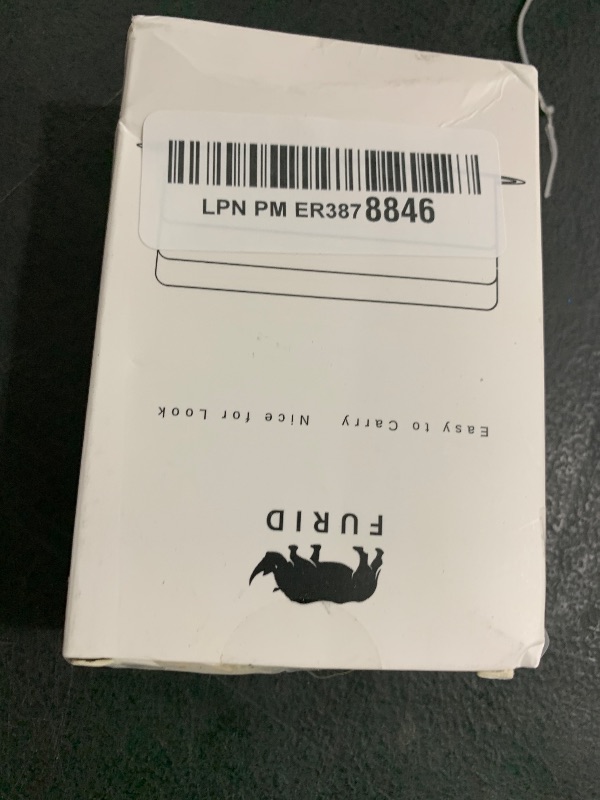 LPN PM ER3878846
Easy to Carry Nice for Look
FURID